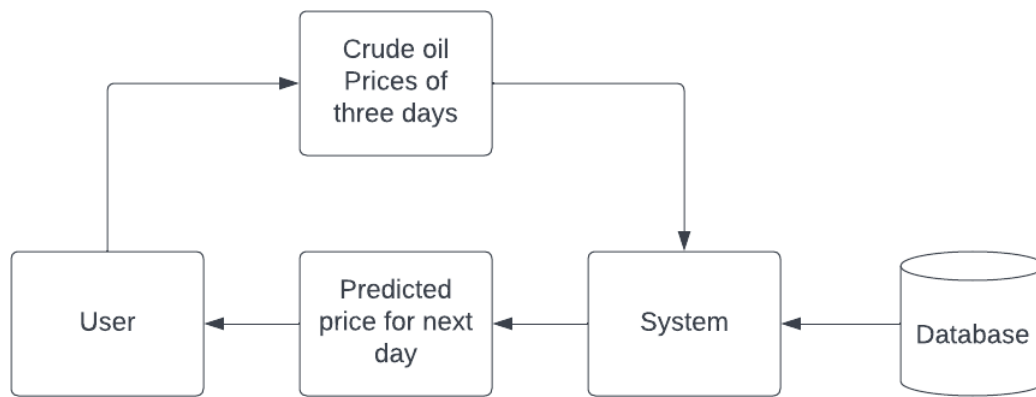 Crude oil
Prices of
three days
User
Predicted
price for next
day
System
Database